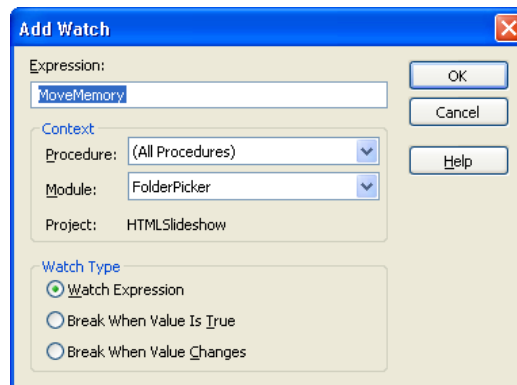 Add Watch
Expression:
MoveMemory
OK
Cancel
Help
Context
Procedure: (All Procedures)
Module: FolderPicker
Project: HTMLSlideshow
Watch Type
Watch Expression
Break When Value Is True
Break When Value Changes